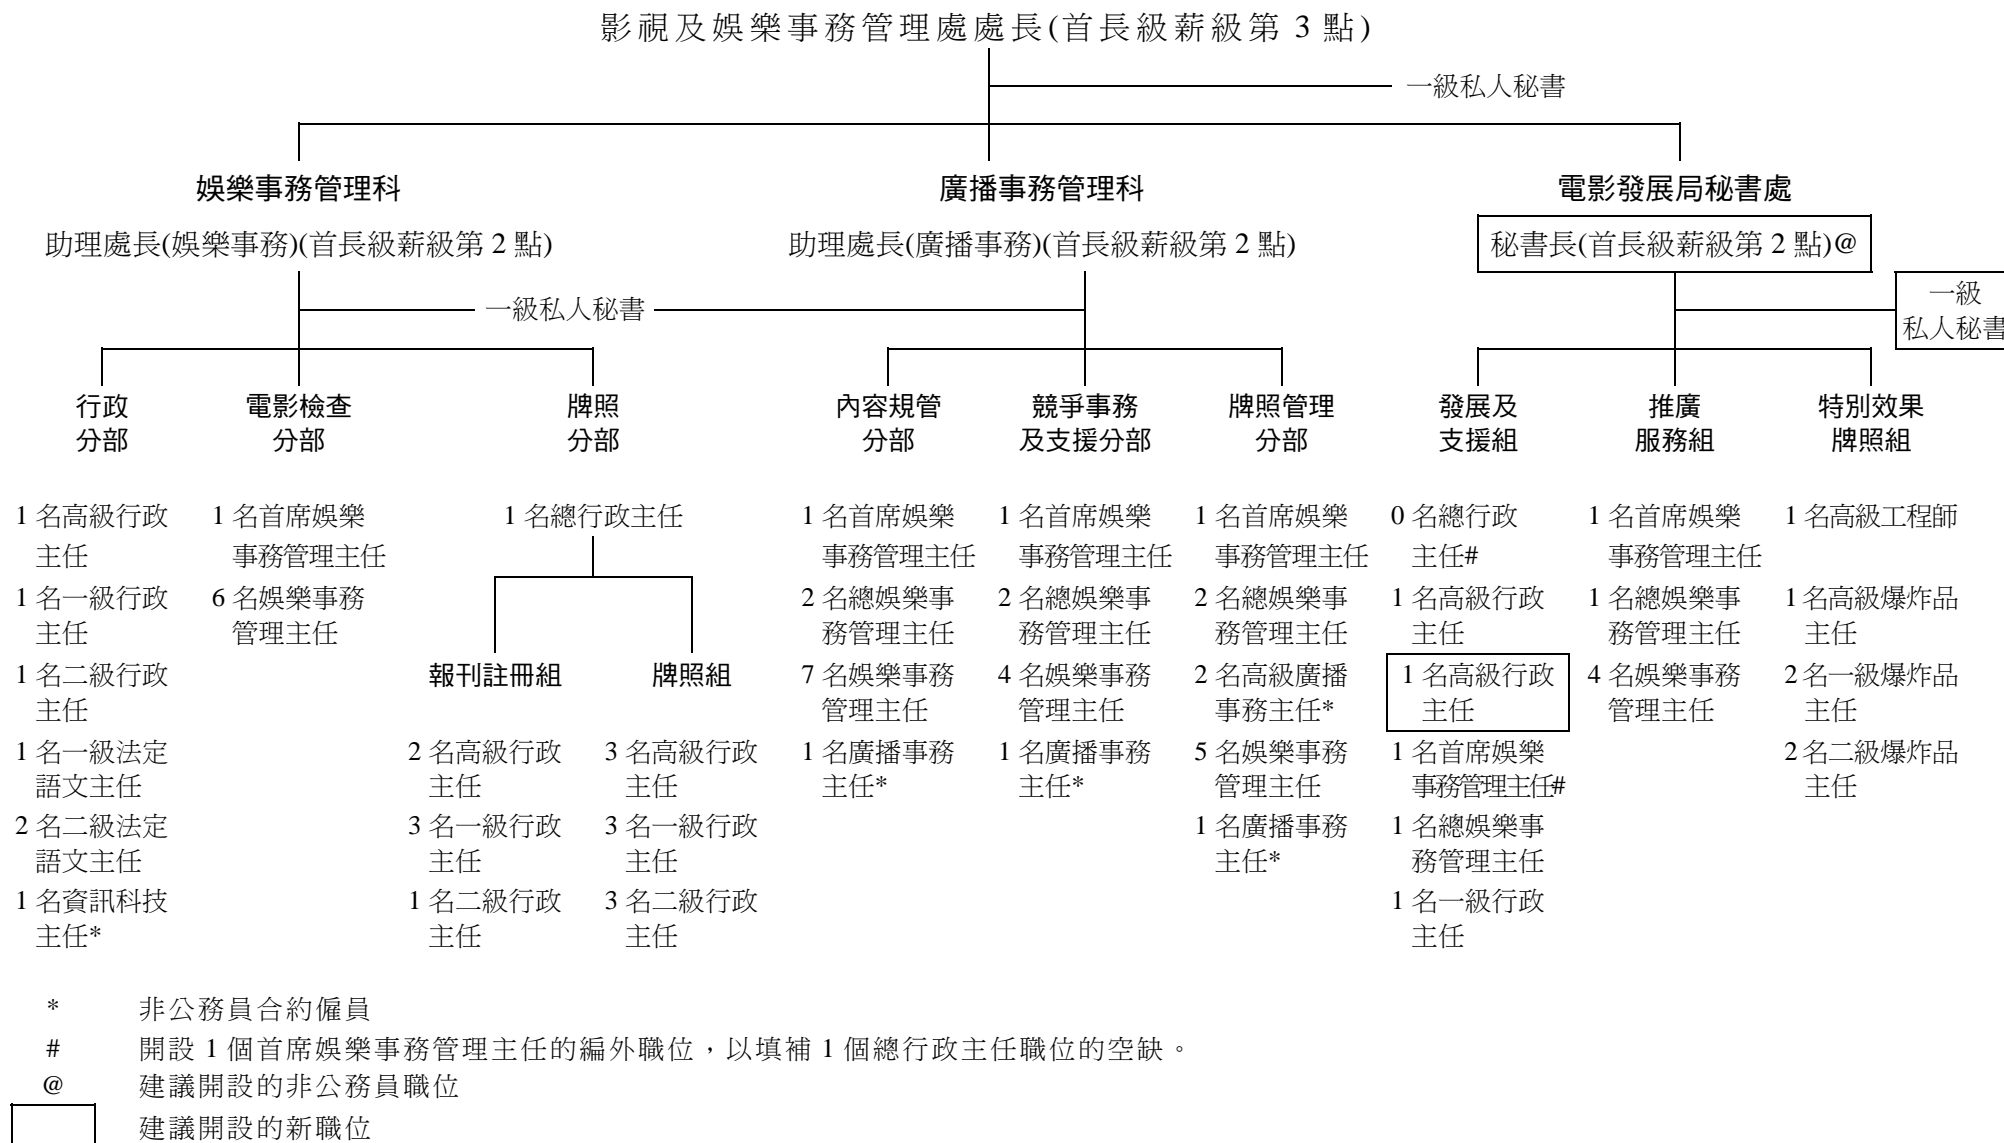 影視及娛樂事務管理處處長(首長級薪級第 3 點)
一級私人秘書
娛樂事務管理科
助理處長(娛樂事務)(首長級薪級第 2 點)
廣播事務管理科
助理處長(廣播事務)(首長級薪級第 2 點)
電影發展局秘書處
秘書長(首長級薪級第 2 點)@
一級私人秘書
一級
私人秘書
行政
分部
1 名高級行政
主任
1 名一級行政
主任
1 名二級行政
主任
1 名一級法定
語文主任
2 名二級法定
語文主任
1 名資訊科技
主任*
電影檢查
分部
1 名首席娛樂
事務管理主任
6 名娛樂事務
管理主任
牌照
分部
1 名總行政主任
報刊註冊組
2 名高級行政
主任
3 名一級行政
主任
1 名二級行政
主任
牌照組
3 名高級行政
主任
3 名一級行政
主任
3 名二級行政
主任
內容規管
分部
1 名首席娛樂
事務管理主任
2 名總娛樂事
務管理主任
7 名娛樂事務
管理主任
1 名廣播事務
主任*
競爭事務
及支援分部
1 名首席娛樂
事務管理主任
2 名總娛樂事
務管理主任
4 名娛樂事務
管理主任
1 名廣播事務
主任*
牌照管理
分部
1 名首席娛樂
事務管理主任
2 名總娛樂事
務管理主任
2 名高級廣播
事務主任*
5 名娛樂事務
管理主任
1 名廣播事務
主任*
發展及
支援組
0 名總行政
主任#
1 名高級行政
主任
1 名高級行政
主任
1 名首席娛樂
事務管理主任#
1 名總娛樂事
務管理主任
1 名一級行政
主任
推廣
服務組
1 名首席娛樂
事務管理主任
1 名總娛樂事
務管理主任
4 名娛樂事務
管理主任
特別效果
牌照組
1 名高級工程師
1 名高級爆炸品
主任
2 名一級爆炸品
主任
2 名二級爆炸品
主任
* 非公務員合約僱員
# 開設 1 個首席娛樂事務管理主任的編外職位，以填補 1 個總行政主任職位的空缺。
@ 建議開設的非公務員職位
建議開設的新職位